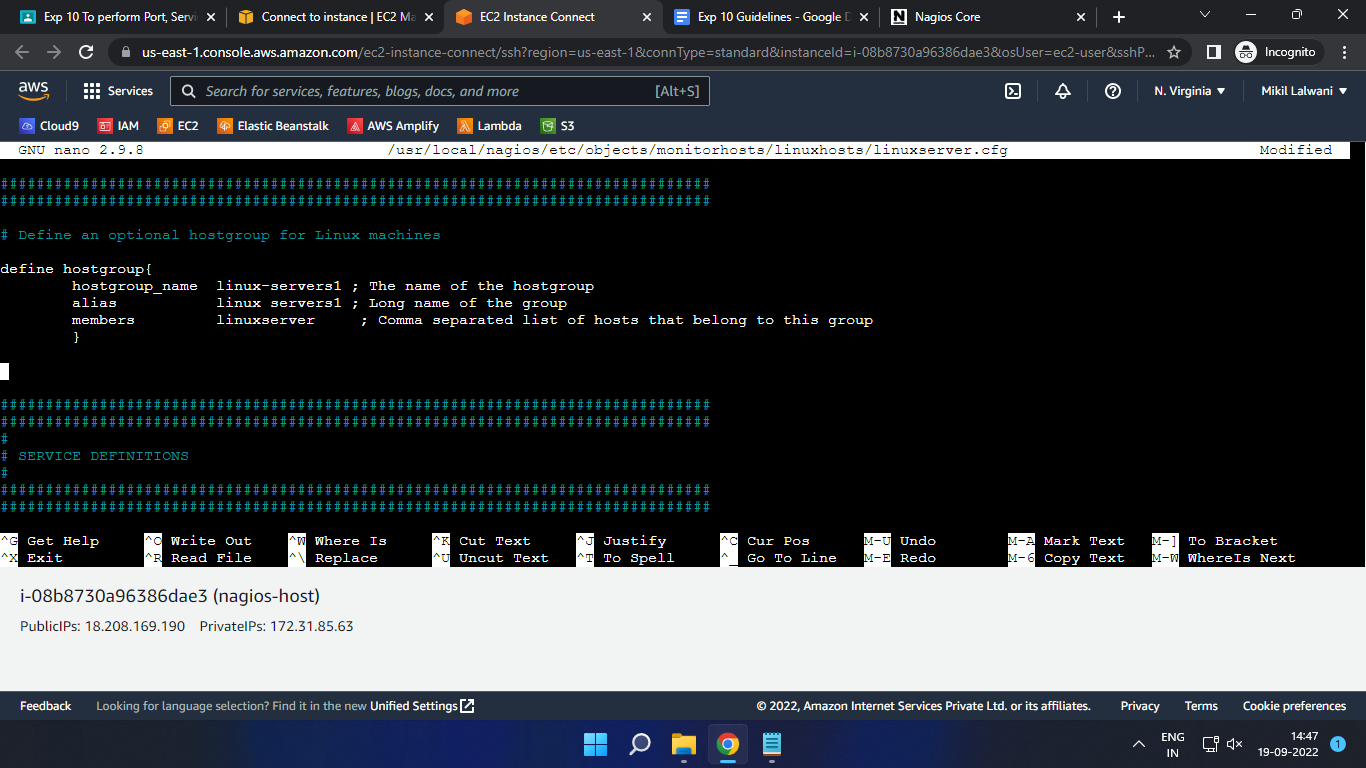 Exp 10 To perform Port, Servi
Connect to instance | EC2 Ma
EC2 Instance Connect
Exp 10 Guidelines - Google D
Nagios Core
us-east-1.console.aws.amazon.com/ec2-instance-connect/ssh?region=us-east-1&connType=standard&instanceId=i-08b8730a96386dae3&osUser=ec2-user&sshP...
Incognito
aws
Services
Search for services, features, blogs, docs, and more
[Alt+S]
N. Virginia
Mikil Lalwani
Cloud9
IAM
EC2
Elastic Beanstalk
AWS Amplify
Lambda
S3
GNU nano 2.9.8 /usr/local/nagios/etc/objects/monitorhosts/linuxhosts/linuxserver.cfg Modified
###############################################################################
###############################################################################
# Define an optional hostgroup for Linux machines
define hostgroup{
hostgroup_name linux-servers1 ; The name of the hostgroup
alias linux servers1 ; Long name of the group
members linuxserver ; Comma separated list of hosts that belong to this group
}
###############################################################################
###############################################################################
#
# SERVICE DEFINITIONS
#
###############################################################################
###############################################################################
^G Get Help ^O Write Out ^W Where Is ^K Cut Text ^J Justify ^C Cur Pos M-U Undo M-A Mark Text M-] To Bracket
^X Exit ^R Read File ^\ Replace ^U Uncut Text ^T To Spell ^_ Go To Line M-E Redo M-6 Copy Text M-W WhereIs Next
i-08b8730a96386dae3 (nagios-host)
PublicIPs: 18.208.169.190 PrivateIPs: 172.31.85.63
Feedback
Looking for language selection? Find it in the new Unified Settings
© 2022, Amazon Internet Services Private Ltd. or its affiliates.
Privacy
Terms
Cookie preferences
ENG
IN
14:47
19-09-2022
1